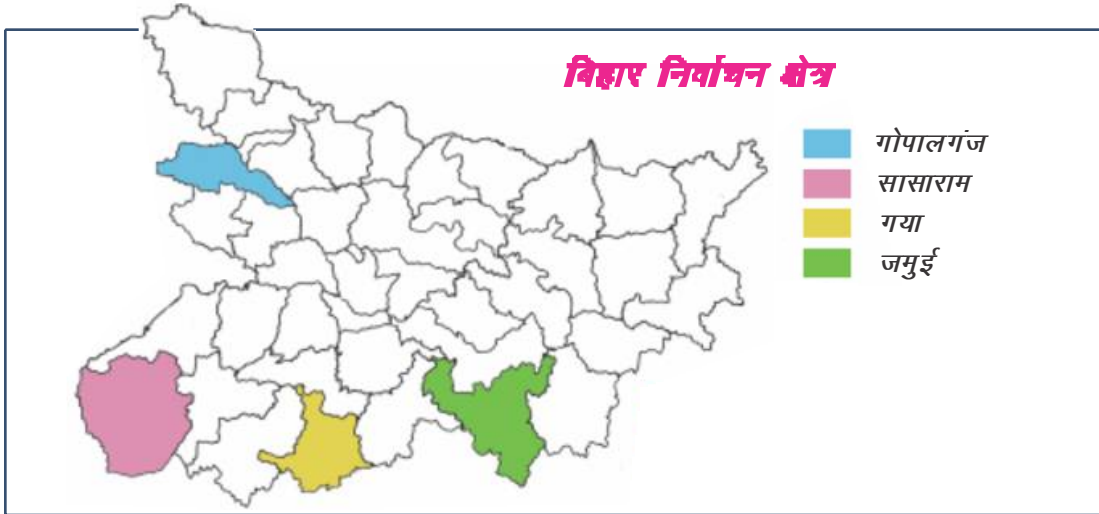 बिहार निर्वाचन क्षेत्र
गोपालगंज
सासाराम
गया
जमुई